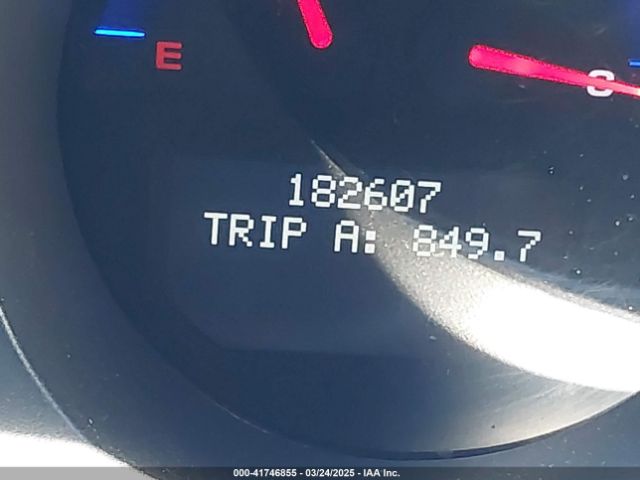 E
C
182607
TRIP A: 849.7
000-41746855 - 03/24/2025 - IAA Inc.